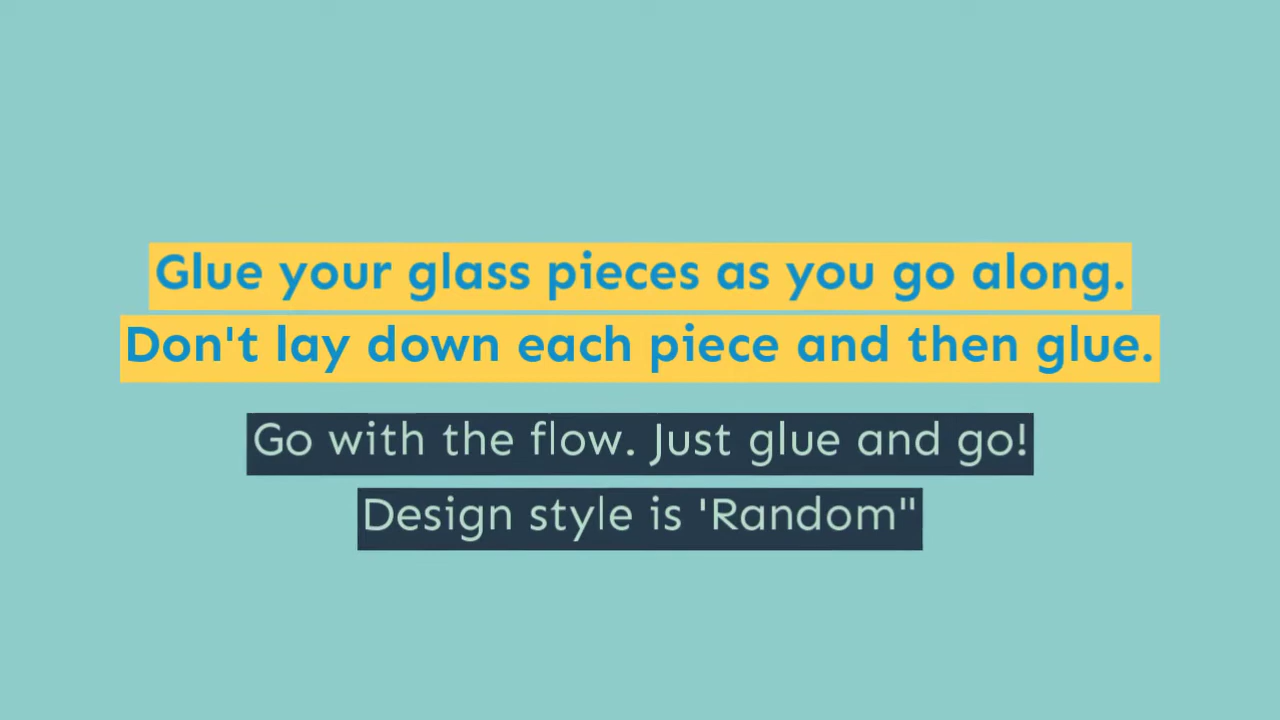 Glue your glass pieces as you go along.
Don't lay down each piece and then glue.
Go with the flow. Just glue and go!
Design style is 'Random"